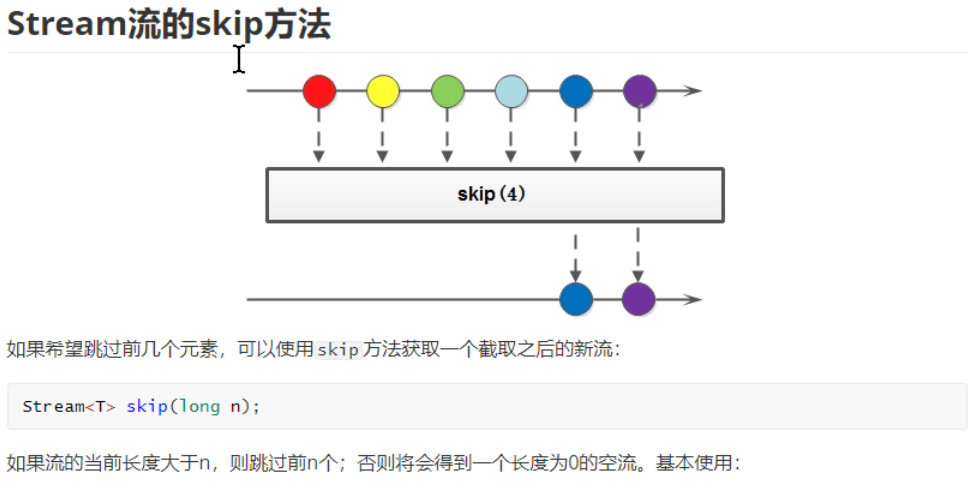 Stream流的skip方法
skip(4)
如果希望跳过前几个元素，可以使用skip方法获取一个截取之后的新流：
Stream<T> skip(long n);
如果流的当前长度大于n，则跳过前n个；否则将会得到一个长度为0的空流。基本使用：